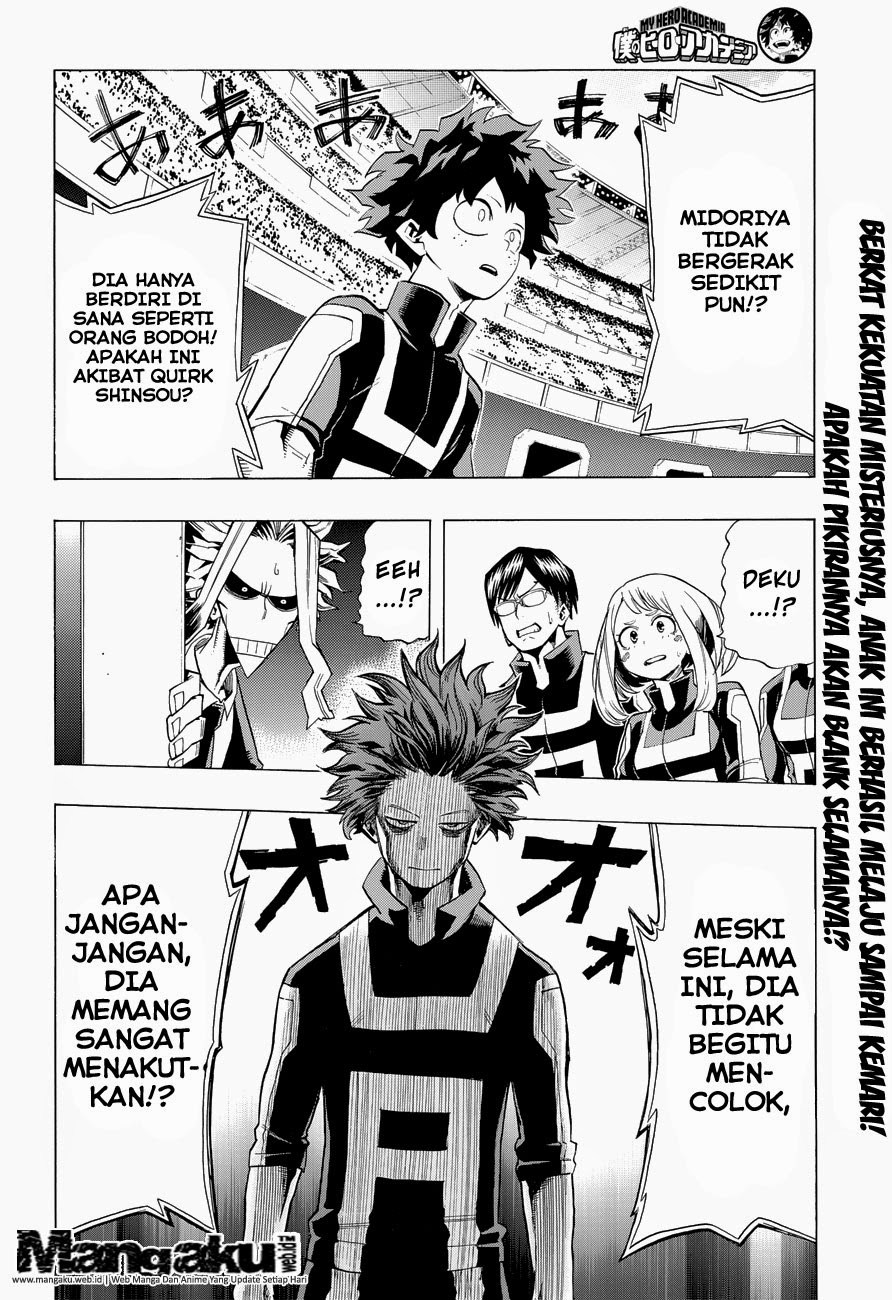 MY HERO ACADEMIA
僕のヒーローアカデミア
BERKAT KEKUATAN MISTERIUSNYA, ANAK INI BERHASIL MELAJU SAMPAI KEMARI!
APAKAH PIKIRANNYA AKAN BLANK SELAMANYA!?
MIDORIYA
TIDAK
BERGERAK
SEDIKIT
PUN!?
ああ
ああ
DIA HANYA
BERDIRI DI
SANA SEPERTI
ORANG BODOH!
APAKAH INI
AKIBAT QUIRK
SHINSOU?
DEKU
...!?
EEH
...!?
MESKI
SELAMA
INI, DIA
TIDAK
BEGITU
MEN-
COLOK,
オオオ
APA
JANGAN-
JANGAN,
DIA
MEMANG
SANGAT
MENAKUT-
KAN!?
Mangaku
web.id
www.mangaku.web.id | Web Manga Dan Anime Yang Update Setiap Hari